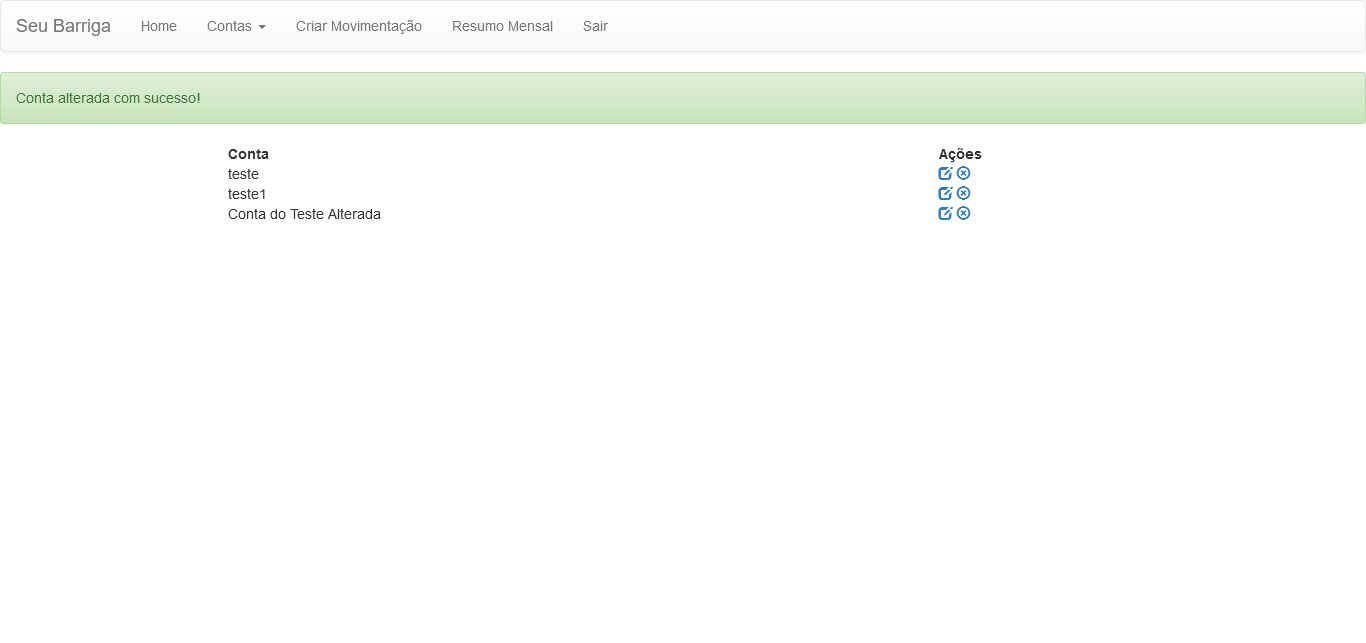 Seu Barriga Home Contas Criar Movimentação Resumo Mensal Sair
Conta alterada com sucesso!
Conta Ações
teste
teste1
Conta do Teste Alterada